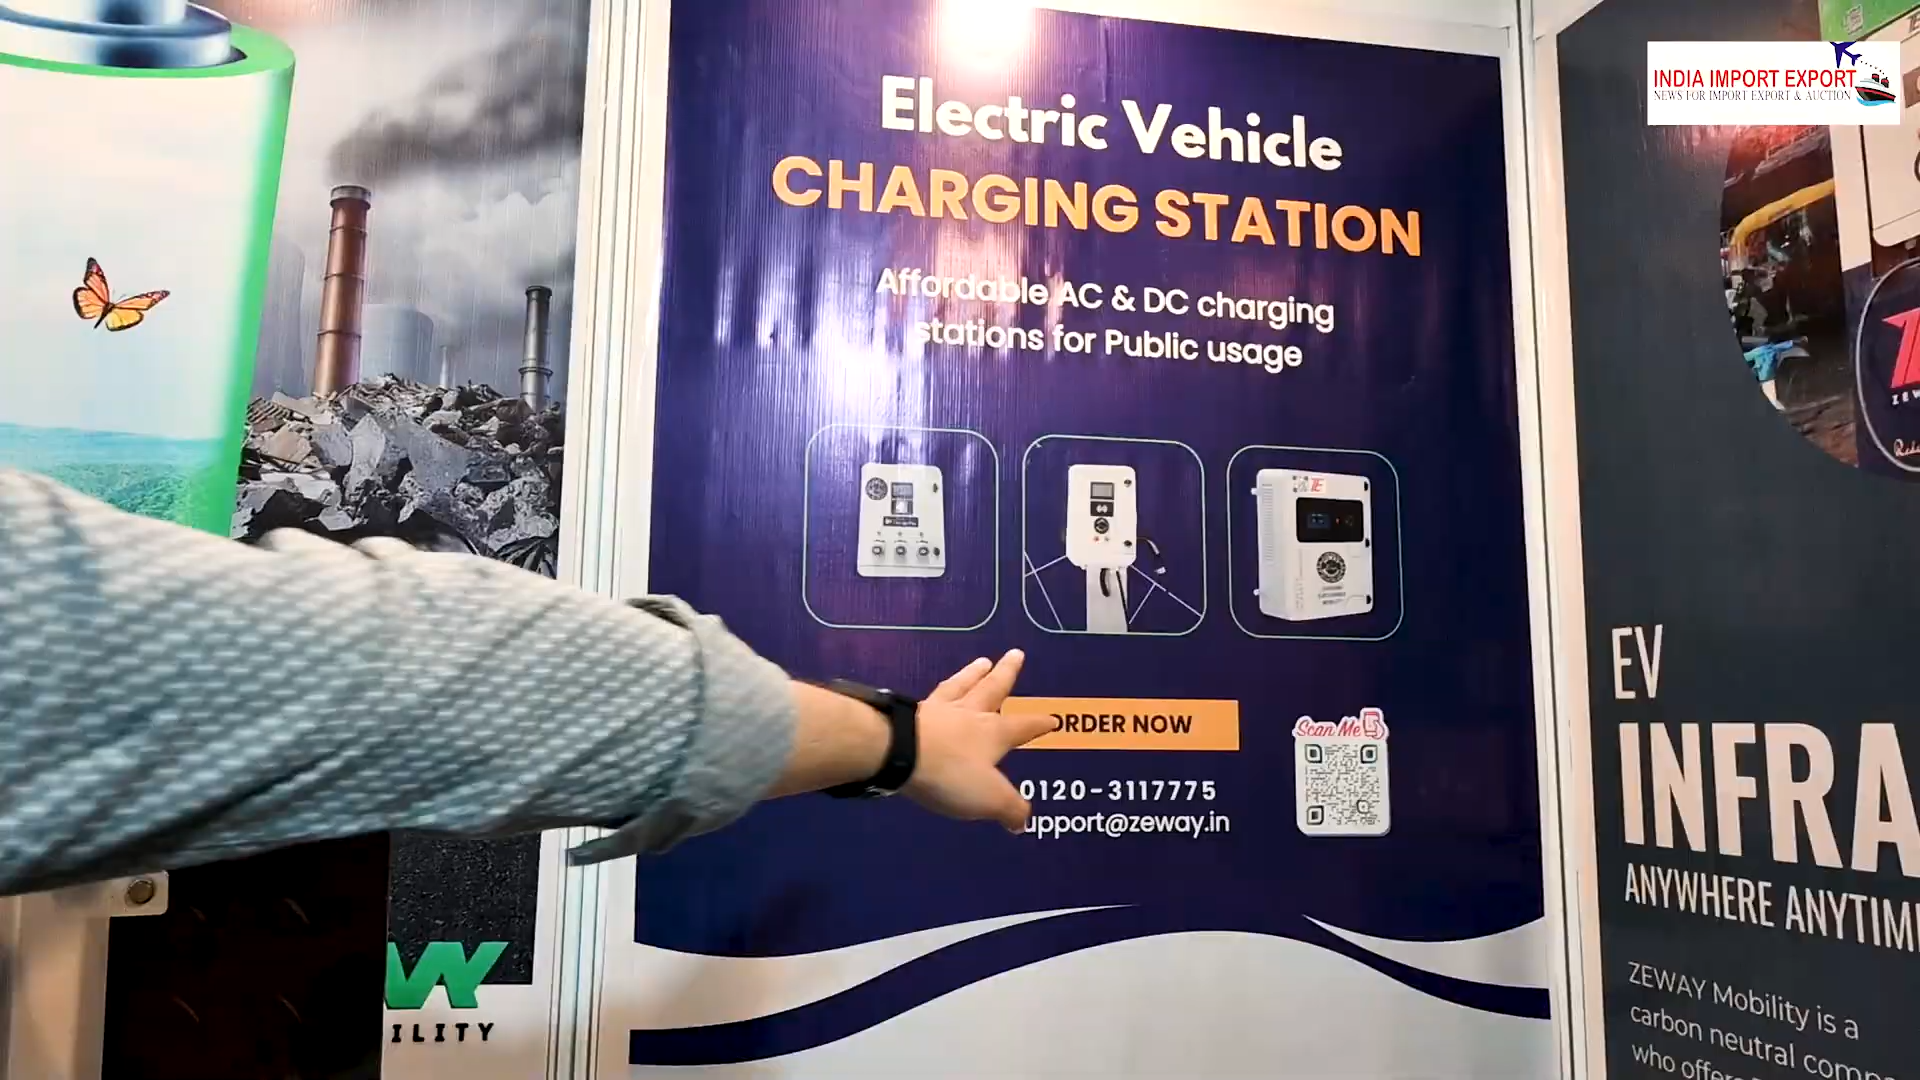 INDIA IMPORT EXPORT
NEWS FOR IMPORT EXPORT & AUCTION
Electric Vehicle
CHARGING STATION
Affordable AC & DC charging
stations for Public usage
ORDER NOW
Scan Me
0120-3117775
upport@zeway.in
EV
INFRA
ANYWHERE ANYTIM
ZEWAY Mobility is a
carbon neutral comp
who offer
W
ILITY